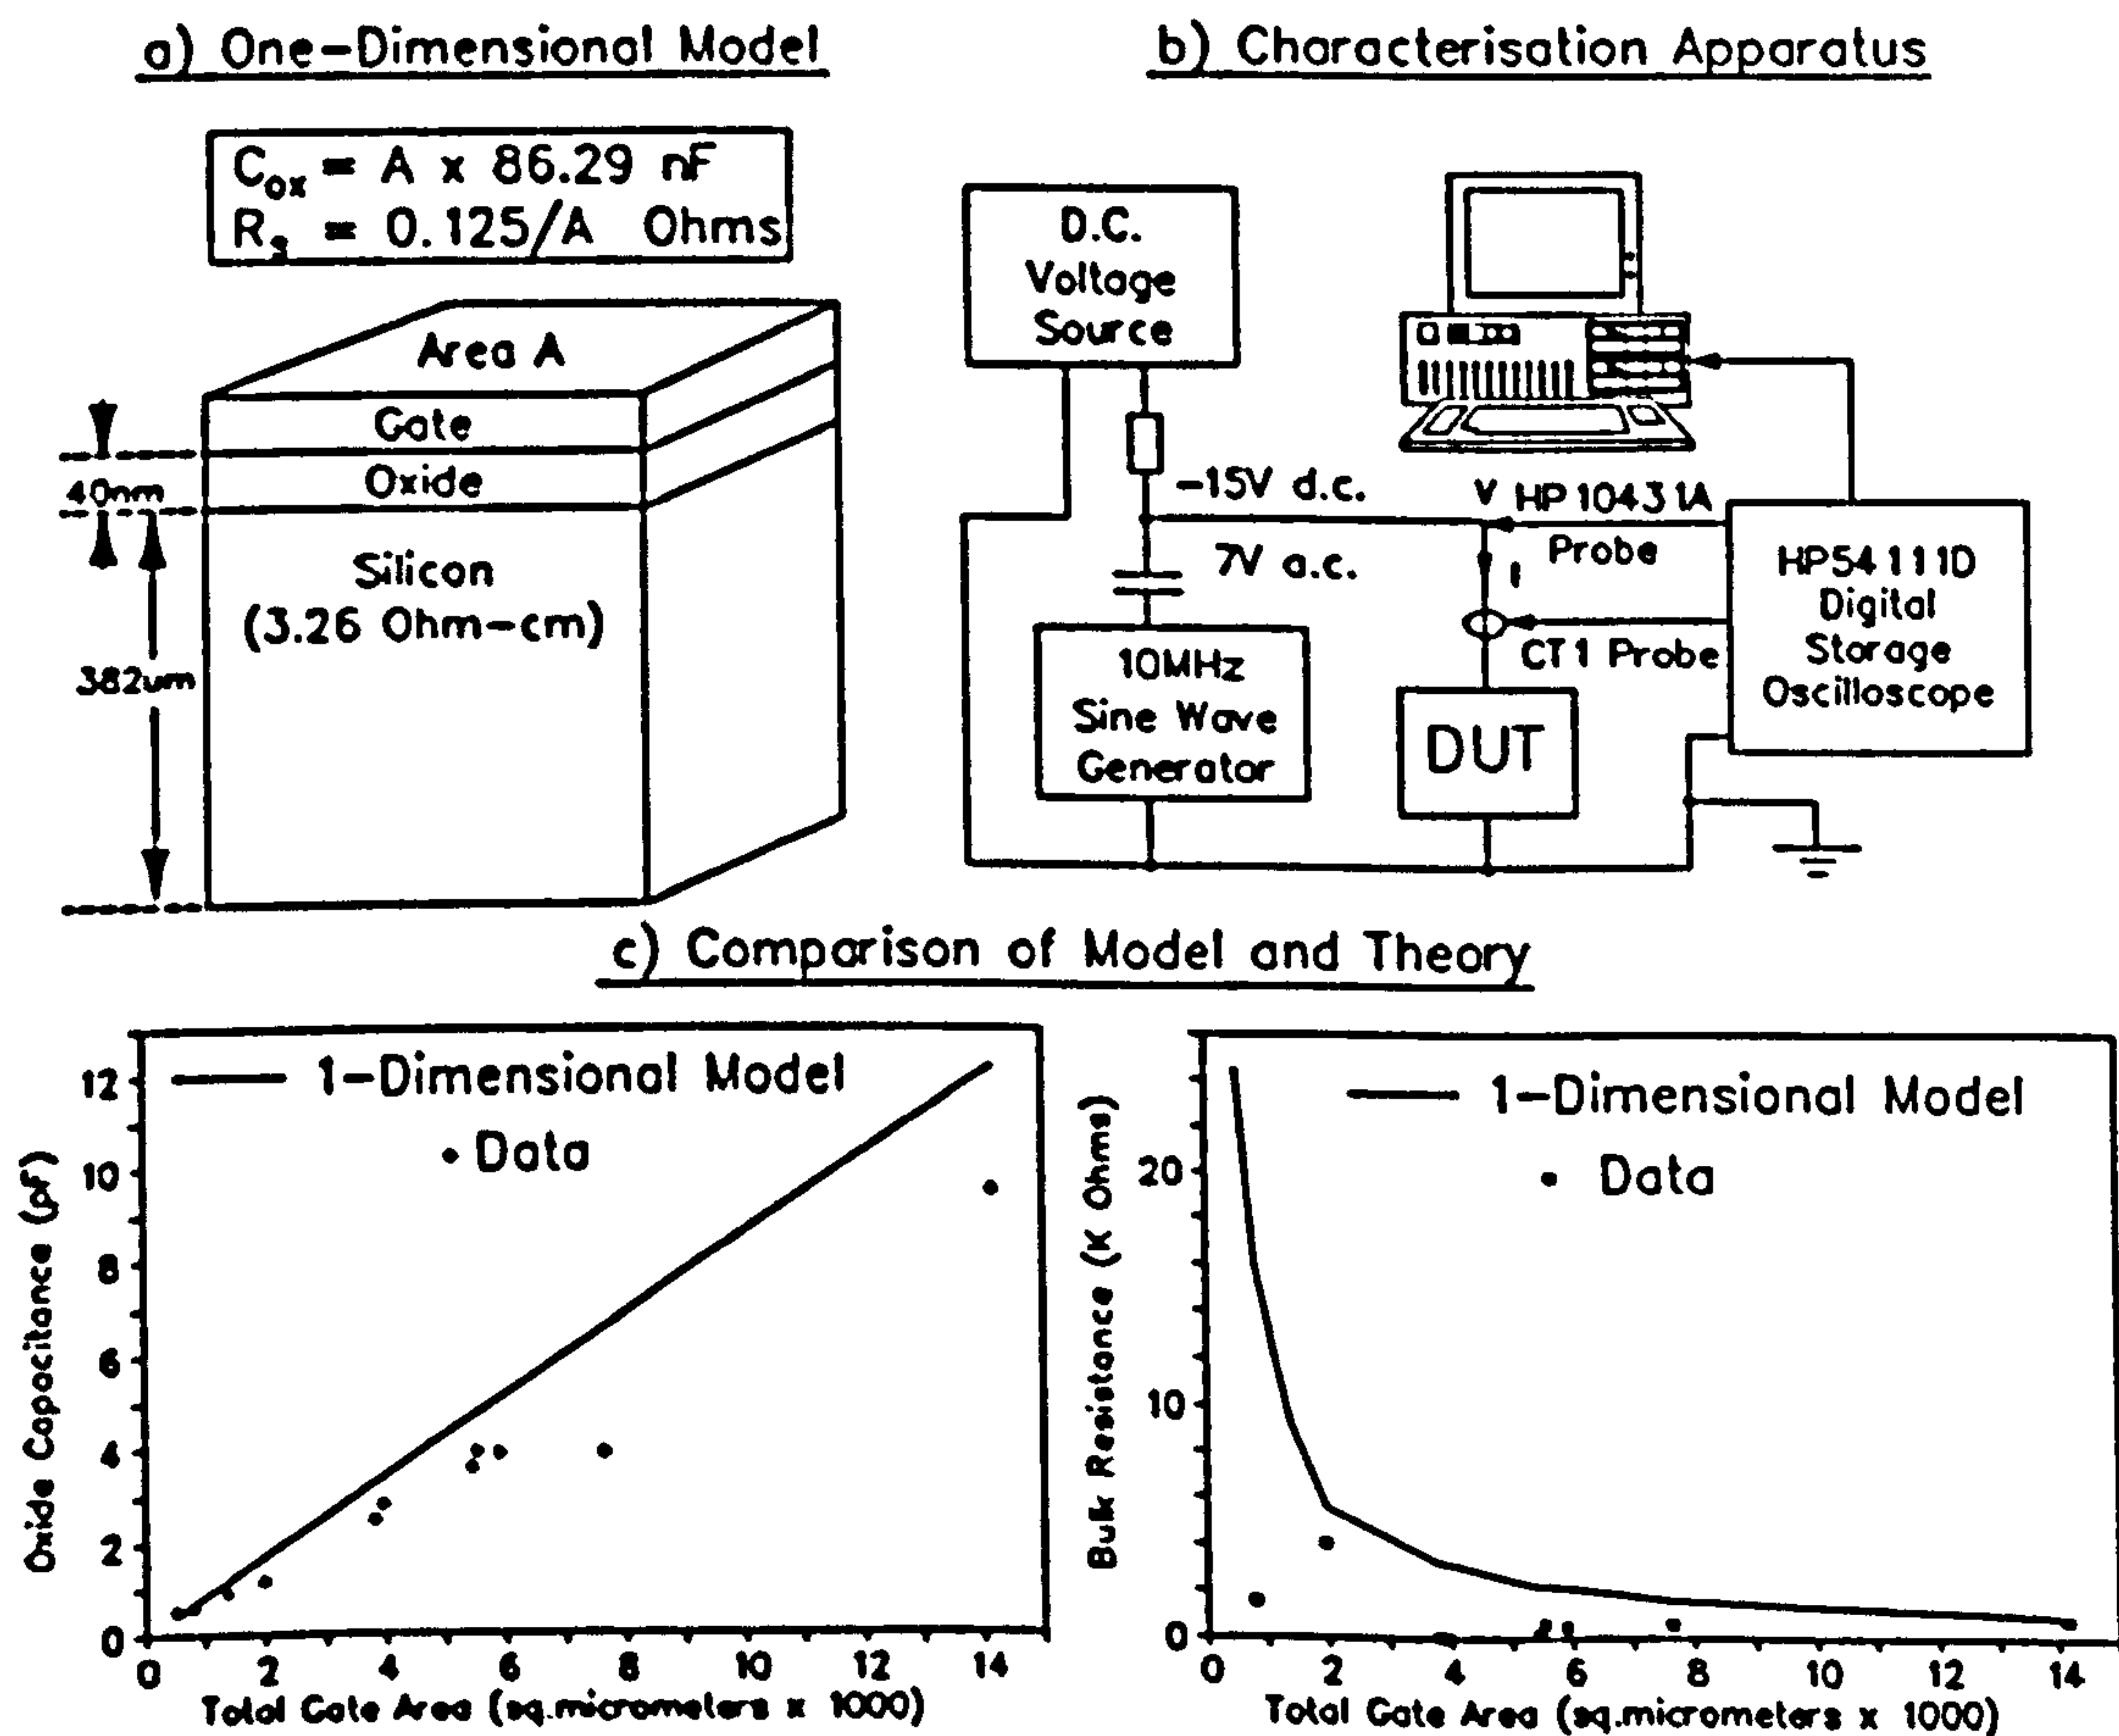 a) One-Dimensional Model
C_ox = A x 86.29 nF
R_s = 0.125/A Ohms
Area A
Gate
Oxide
40nm
Silicon
(3.26 Ohm-cm)
382um
b) Characterisation Apparatus
D.C.
Voltage
Source
-15V d.c.
7V a.c.
V HP10431A
Probe
I
CT1 Probe
10MHz
Sine Wave
Generator
DUT
HP54111D
Digital
Storage
Oscilloscope
c) Comparison of Model and Theory
1-Dimensional Model
Data
Oxide Capacitance (pF)
12
10
8
6
4
2
0
0 2 4 6 8 10 12 14
Total Gate Area (sq.micrometers x 1000)
1-Dimensional Model
Data
Bulk Resistance (K Ohms)
20
10
0
0 2 4 6 8 10 12 14
Total Gate Area (sq.micrometers x 1000)